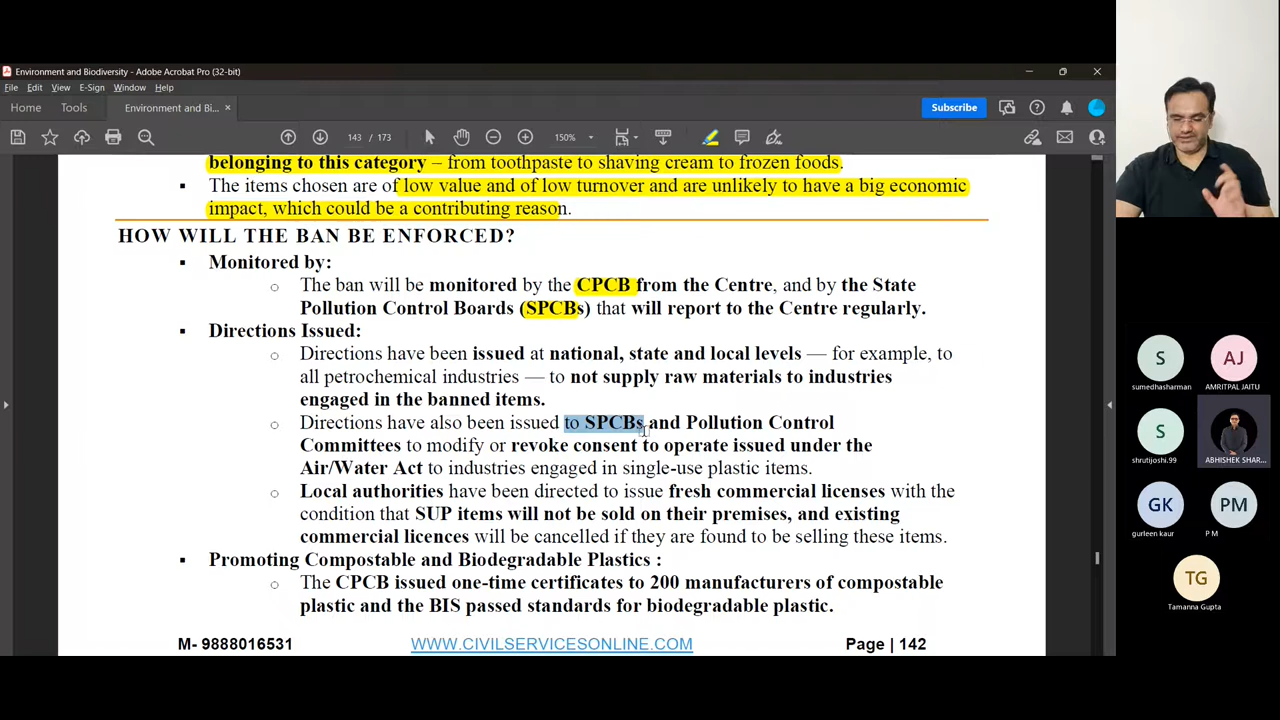 Environment and Biodiversity - Adobe Acrobat Pro (32-bit)
File Edit View E-Sign Window Help
Home Tools Environment and Bi... × Subscribe
143 / 173 150%
belonging to this category – from toothpaste to shaving cream to frozen foods.
▪ The items chosen are of low value and of low turnover and are unlikely to have a big economic
impact, which could be a contributing reason.
HOW WILL THE BAN BE ENFORCED?
▪ Monitored by:
○ The ban will be monitored by the CPCB from the Centre, and by the State
Pollution Control Boards (SPCBs) that will report to the Centre regularly.
▪ Directions Issued:
○ Directions have been issued at national, state and local levels — for example, to
all petrochemical industries — to not supply raw materials to industries
engaged in the banned items.
○ Directions have also been issued to SPCBs and Pollution Control
Committees to modify or revoke consent to operate issued under the
Air/Water Act to industries engaged in single-use plastic items.
○ Local authorities have been directed to issue fresh commercial licenses with the
condition that SUP items will not be sold on their premises, and existing
commercial licences will be cancelled if they are found to be selling these items.
▪ Promoting Compostable and Biodegradable Plastics :
○ The CPCB issued one-time certificates to 200 manufacturers of compostable
plastic and the BIS passed standards for biodegradable plastic.
M- 9888016531 WWW.CIVILSERVICESONLINE.COM Page | 142
S AJ
sumedhasharman AMRITPAL JAITU
S
shrutijoshi.99 ABHISHEK SHAR...
GK PM
gurleen kaur P M
TG
Tamanna Gupta